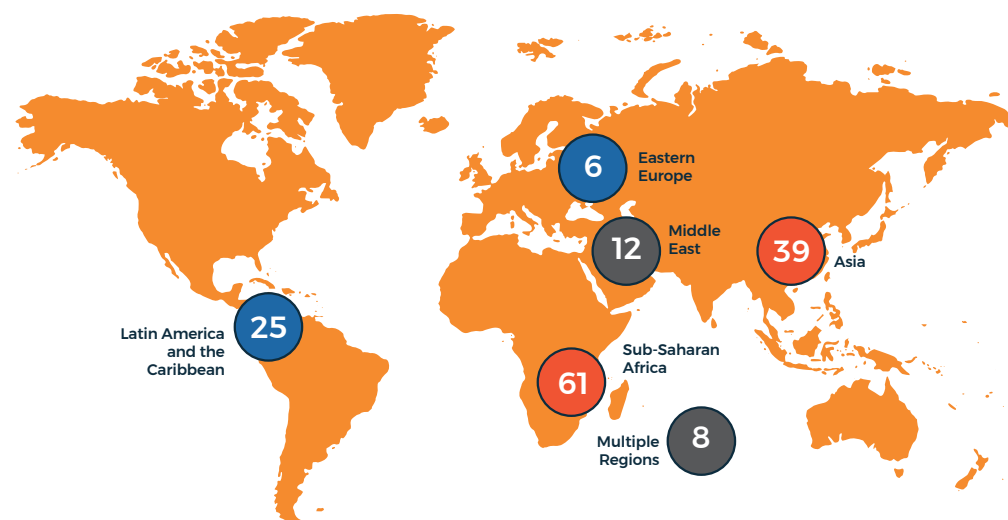 6
Eastern
Europe
12
Middle
East
39
Asia
25
Latin America
and the
Caribbean
61
Sub-Saharan
Africa
8
Multiple
Regions